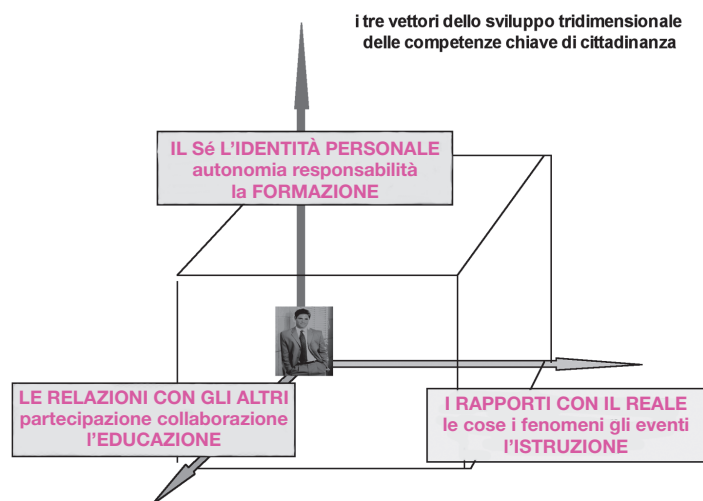 i tre vettori dello sviluppo tridimensionale
delle competenze chiave di cittadinanza
IL Sé L'IDENTITÀ PERSONALE
autonomia responsabilità
la FORMAZIONE
LE RELAZIONI CON GLI ALTRI
partecipazione collaborazione
l'EDUCAZIONE
I RAPPORTI CON IL REALE
le cose i fenomeni gli eventi
l'ISTRUZIONE